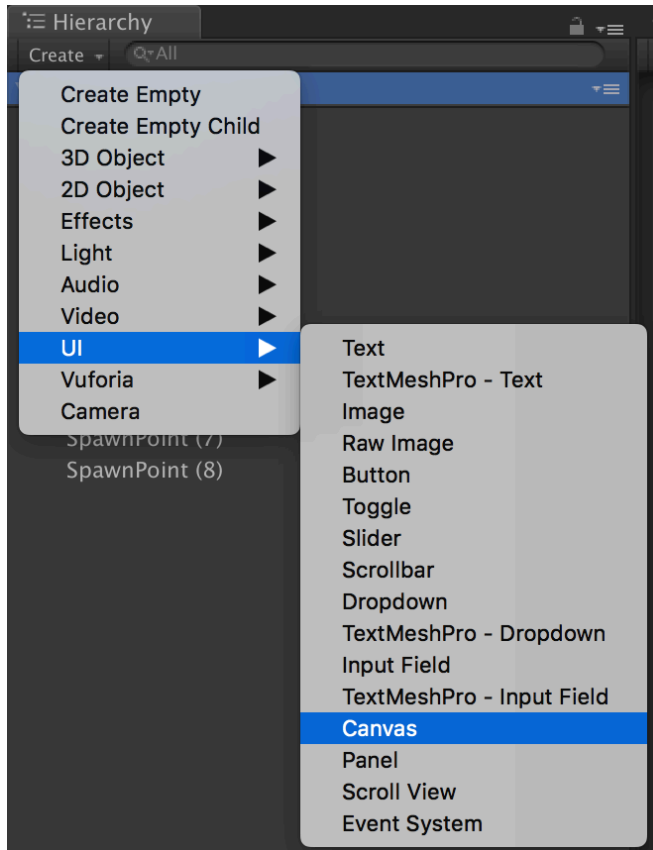 Hierarchy
Create
All
Create Empty
Create Empty Child
3D Object
2D Object
Effects
Light
Audio
Video
UI
Vuforia
Camera
SpawnPoint (7)
SpawnPoint (8)
Text
TextMeshPro - Text
Image
Raw Image
Button
Toggle
Slider
Scrollbar
Dropdown
TextMeshPro - Dropdown
Input Field
TextMeshPro - Input Field
Canvas
Panel
Scroll View
Event System